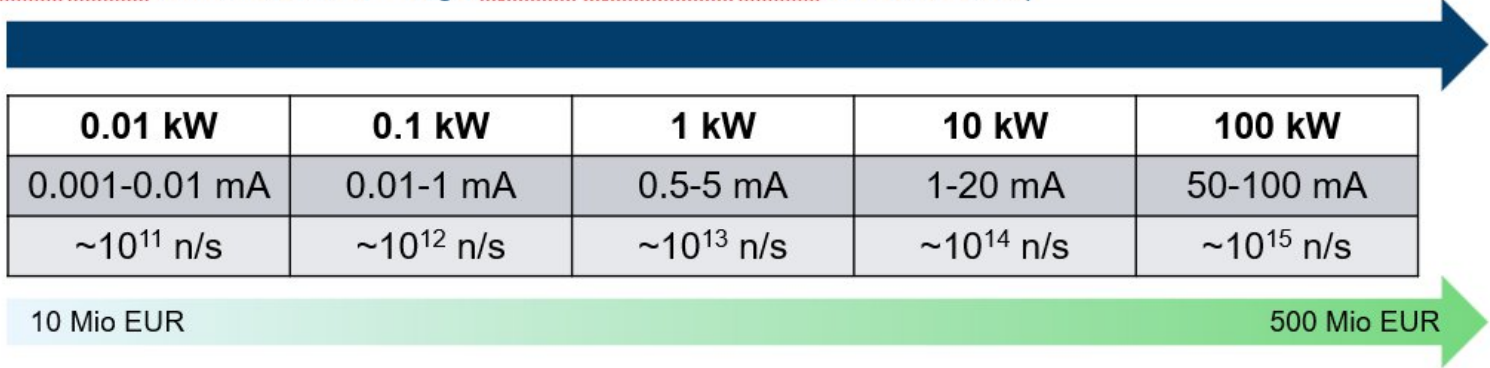 0.01 kW 0.1 kW 1 kW 10 kW 100 kW
0.001-0.01 mA 0.01-1 mA 0.5-5 mA 1-20 mA 50-100 mA
~10¹¹ n/s ~10¹² n/s ~10¹³ n/s ~10¹⁴ n/s ~10¹⁵ n/s
10 Mio EUR 500 Mio EUR